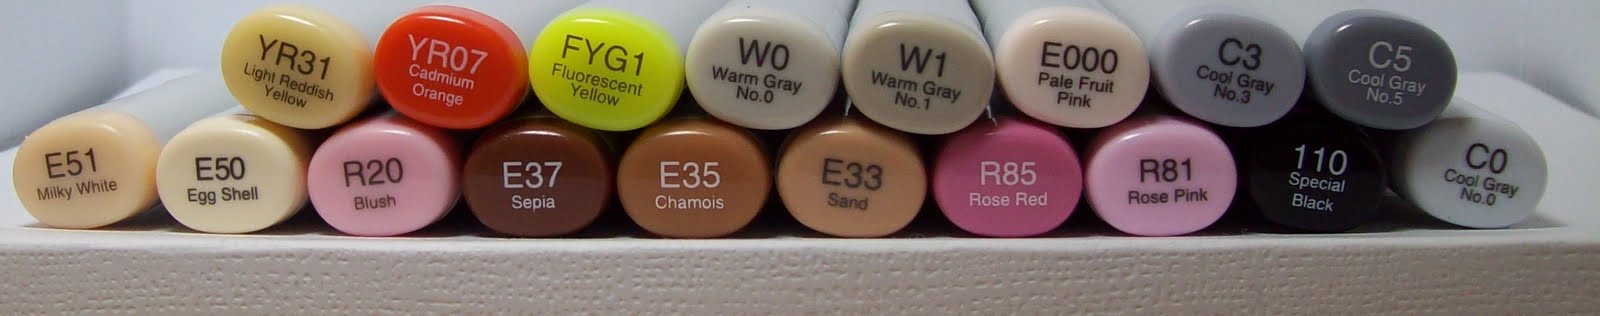 YR31
Light Reddish
Yellow
YR07
Cadmium
Orange
FYG1
Fluorescent
Yellow
W0
Warm Gray
No.0
W1
Warm Gray
No.1
E000
Pale Fruit
Pink
C3
Cool Gray
No.3
C5
Cool Gray
No.5
E51
Milky White
E50
Egg Shell
R20
Blush
E37
Sepia
E35
Chamois
E33
Sand
R85
Rose Red
R81
Rose Pink
110
Special
Black
C0
Cool Gray
No.0